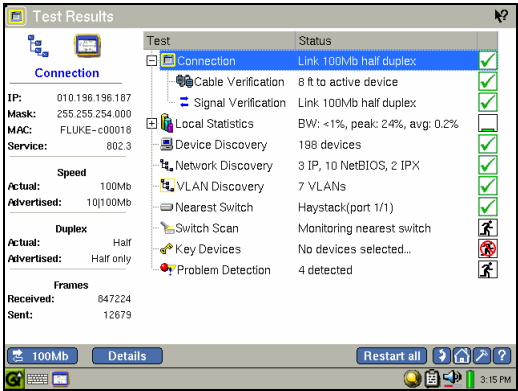 Test Results
Connection
IP: 010.196.196.187
Mask: 255.255.254.000
MAC: FLUKE-c00018
Service: 802.3
Speed
Actual: 100Mb
Advertised: 10|100Mb
Duplex
Actual: Half
Advertised: Half only
Frames
Received: 847224
Sent: 12679
Test Status
Connection Link 100Mb half duplex
Cable Verification 8 ft to active device
Signal Verification Link 100Mb half duplex
Local Statistics BW: <1%, peak: 24%, avg: 0.2%
Device Discovery 198 devices
Network Discovery 3 IP, 10 NetBIOS, 2 IPX
VLAN Discovery 7 VLANs
Nearest Switch Haystack(port 1/1)
Switch Scan Monitoring nearest switch
Key Devices No devices selected...
Problem Detection 4 detected
100Mb Details Restart all ?
3:15 PM